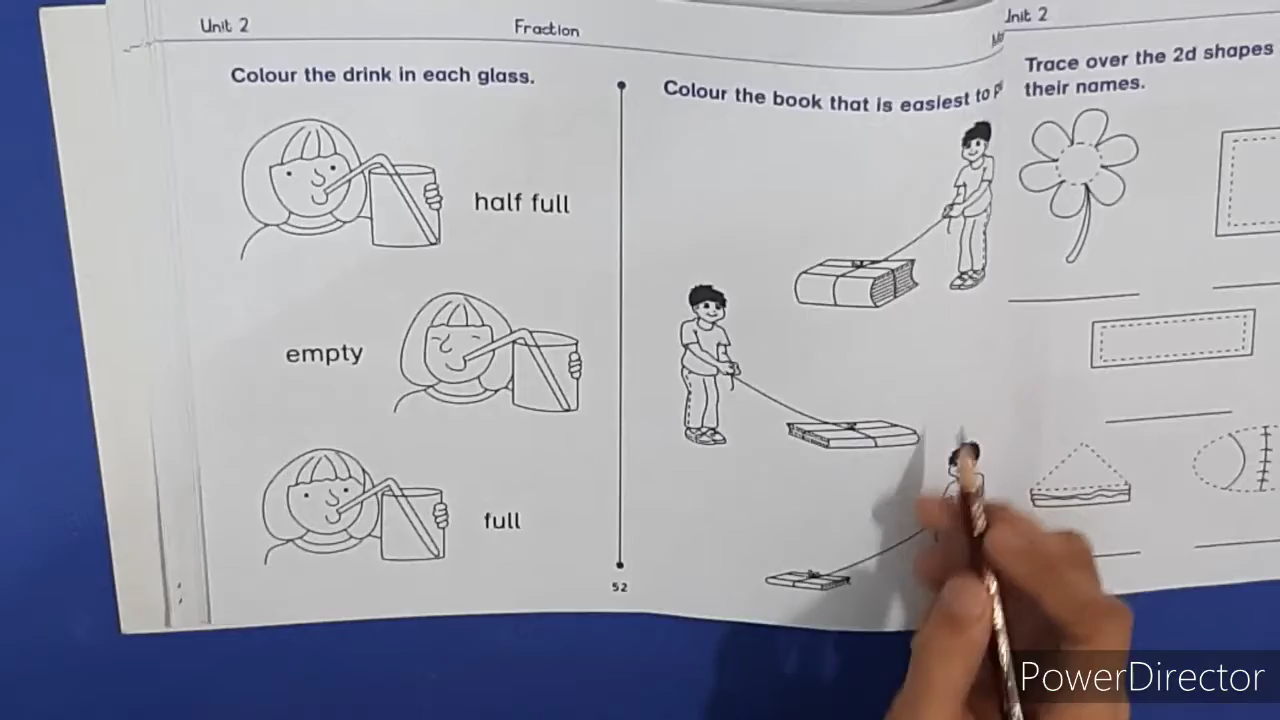 Unit 2
Fraction
Colour the drink in each glass.
half full
empty
full
52
Colour the book that is easiest to
Unit 2
Trace over the 2d shapes
their names.
PowerDirector